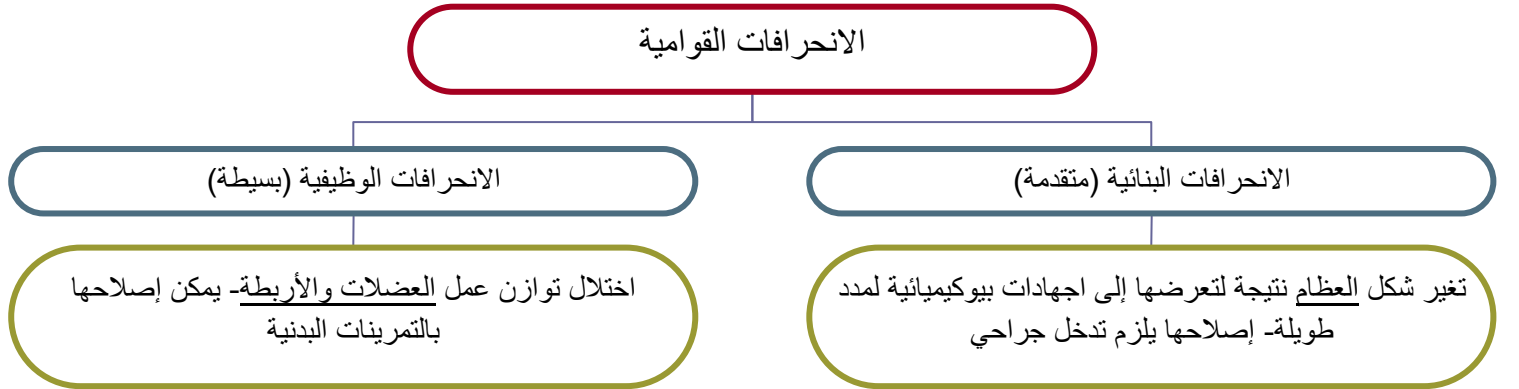 الانحرافات القوامية
الانحرافات البنائية (متقدمة)
الانحرافات الوظيفية (بسيطة)
تغير شكل العظام نتيجة لتعرضها إلى اجهادات بيوكيميائية لمدد
طويلة- إصلاحها يلزم تدخل جراحي
اختلال توازن عمل العضلات والأربطة- يمكن إصلاحها
بالتمرينات البدنية